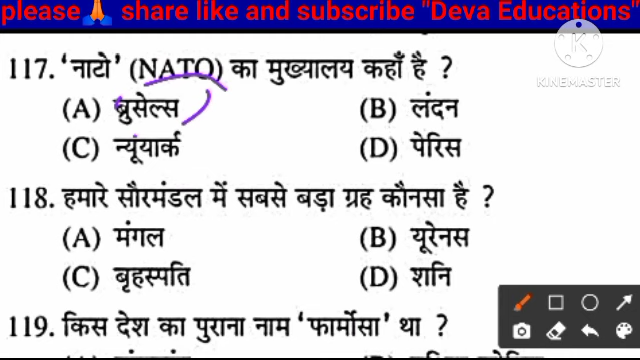 please🙏 share like and subscribe "Deva Educations"
KINEMASTER
117. 'नाटो' (NATO) का मुख्यालय कहाँ है ?
(A) ब्रुसेल्स (B) लंदन
(C) न्यूंयार्क (D) पेरिस
118. हमारे सौरमंडल में सबसे बड़ा ग्रह कौनसा है ?
(A) मंगल (B) यूरेनस
(C) बृहस्पति (D) शनि
119. किस देश का पुराना नाम 'फार्मोसा' था ?